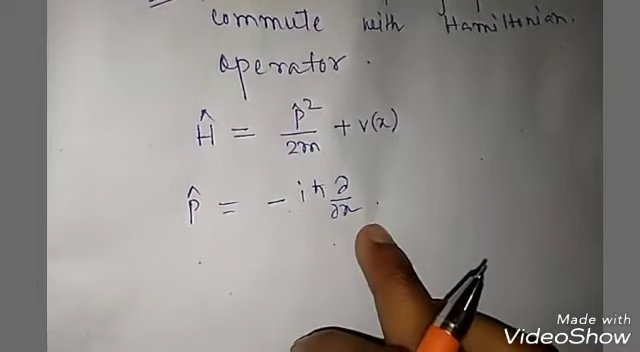 commute with Hamiltonian.
operator.
Ĥ = p̂²/2m + v(x)
p̂ = - iħ ∂/∂x.
Made with
VideoShow